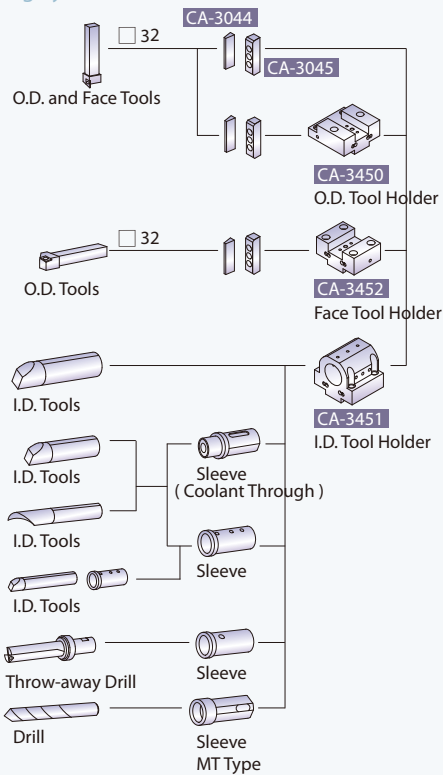 CA-3044
□ 32
CA-3045
O.D. and Face Tools
CA-3450
O.D. Tool Holder
□ 32
CA-3452
O.D. Tools
Face Tool Holder
I.D. Tools
CA-3451
I.D. Tool Holder
I.D. Tools
Sleeve
( Coolant Through )
I.D. Tools
Sleeve
I.D. Tools
Throw-away Drill
Sleeve
Drill
Sleeve
MT Type